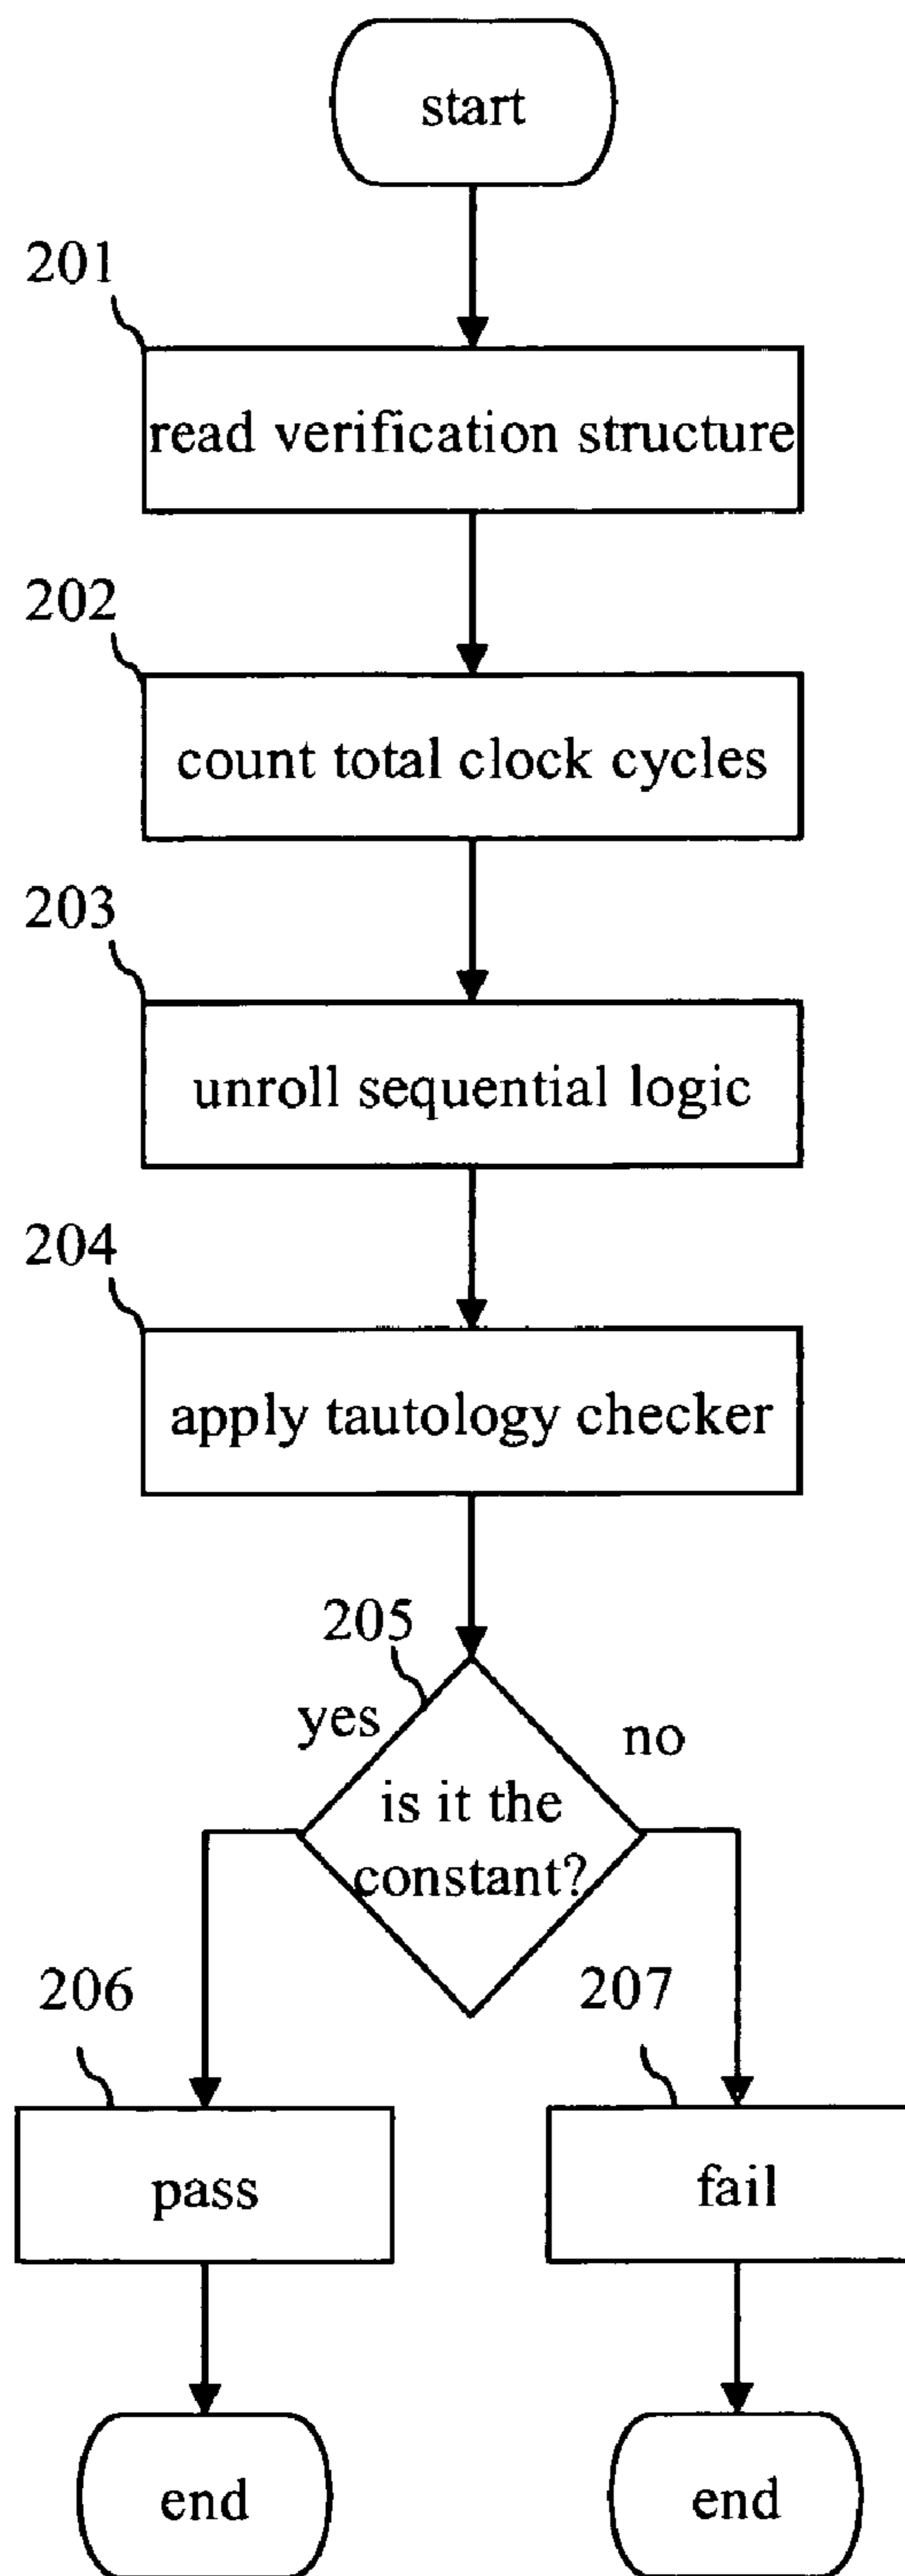 start
201
read verification structure
202
count total clock cycles
203
unroll sequential logic
204
apply tautology checker
205
yes
no
is it the
constant?
206
207
pass
fail
end
end